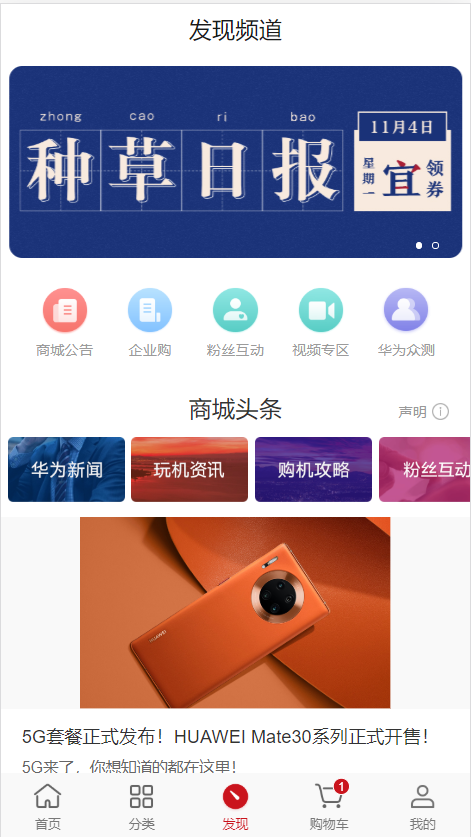 发现频道
zhong cao ri bao
种草日报
11月4日
星期一
宜
领券
商城公告 企业购 粉丝互动 视频专区 华为众测
商城头条
声明
华为新闻 玩机资讯 购机攻略 粉丝互动
HUAWEI
5G套餐正式发布！HUAWEI Mate30系列正式开售！
5G来了，你想知道的都在这里！
1
首页 分类 发现 购物车 我的